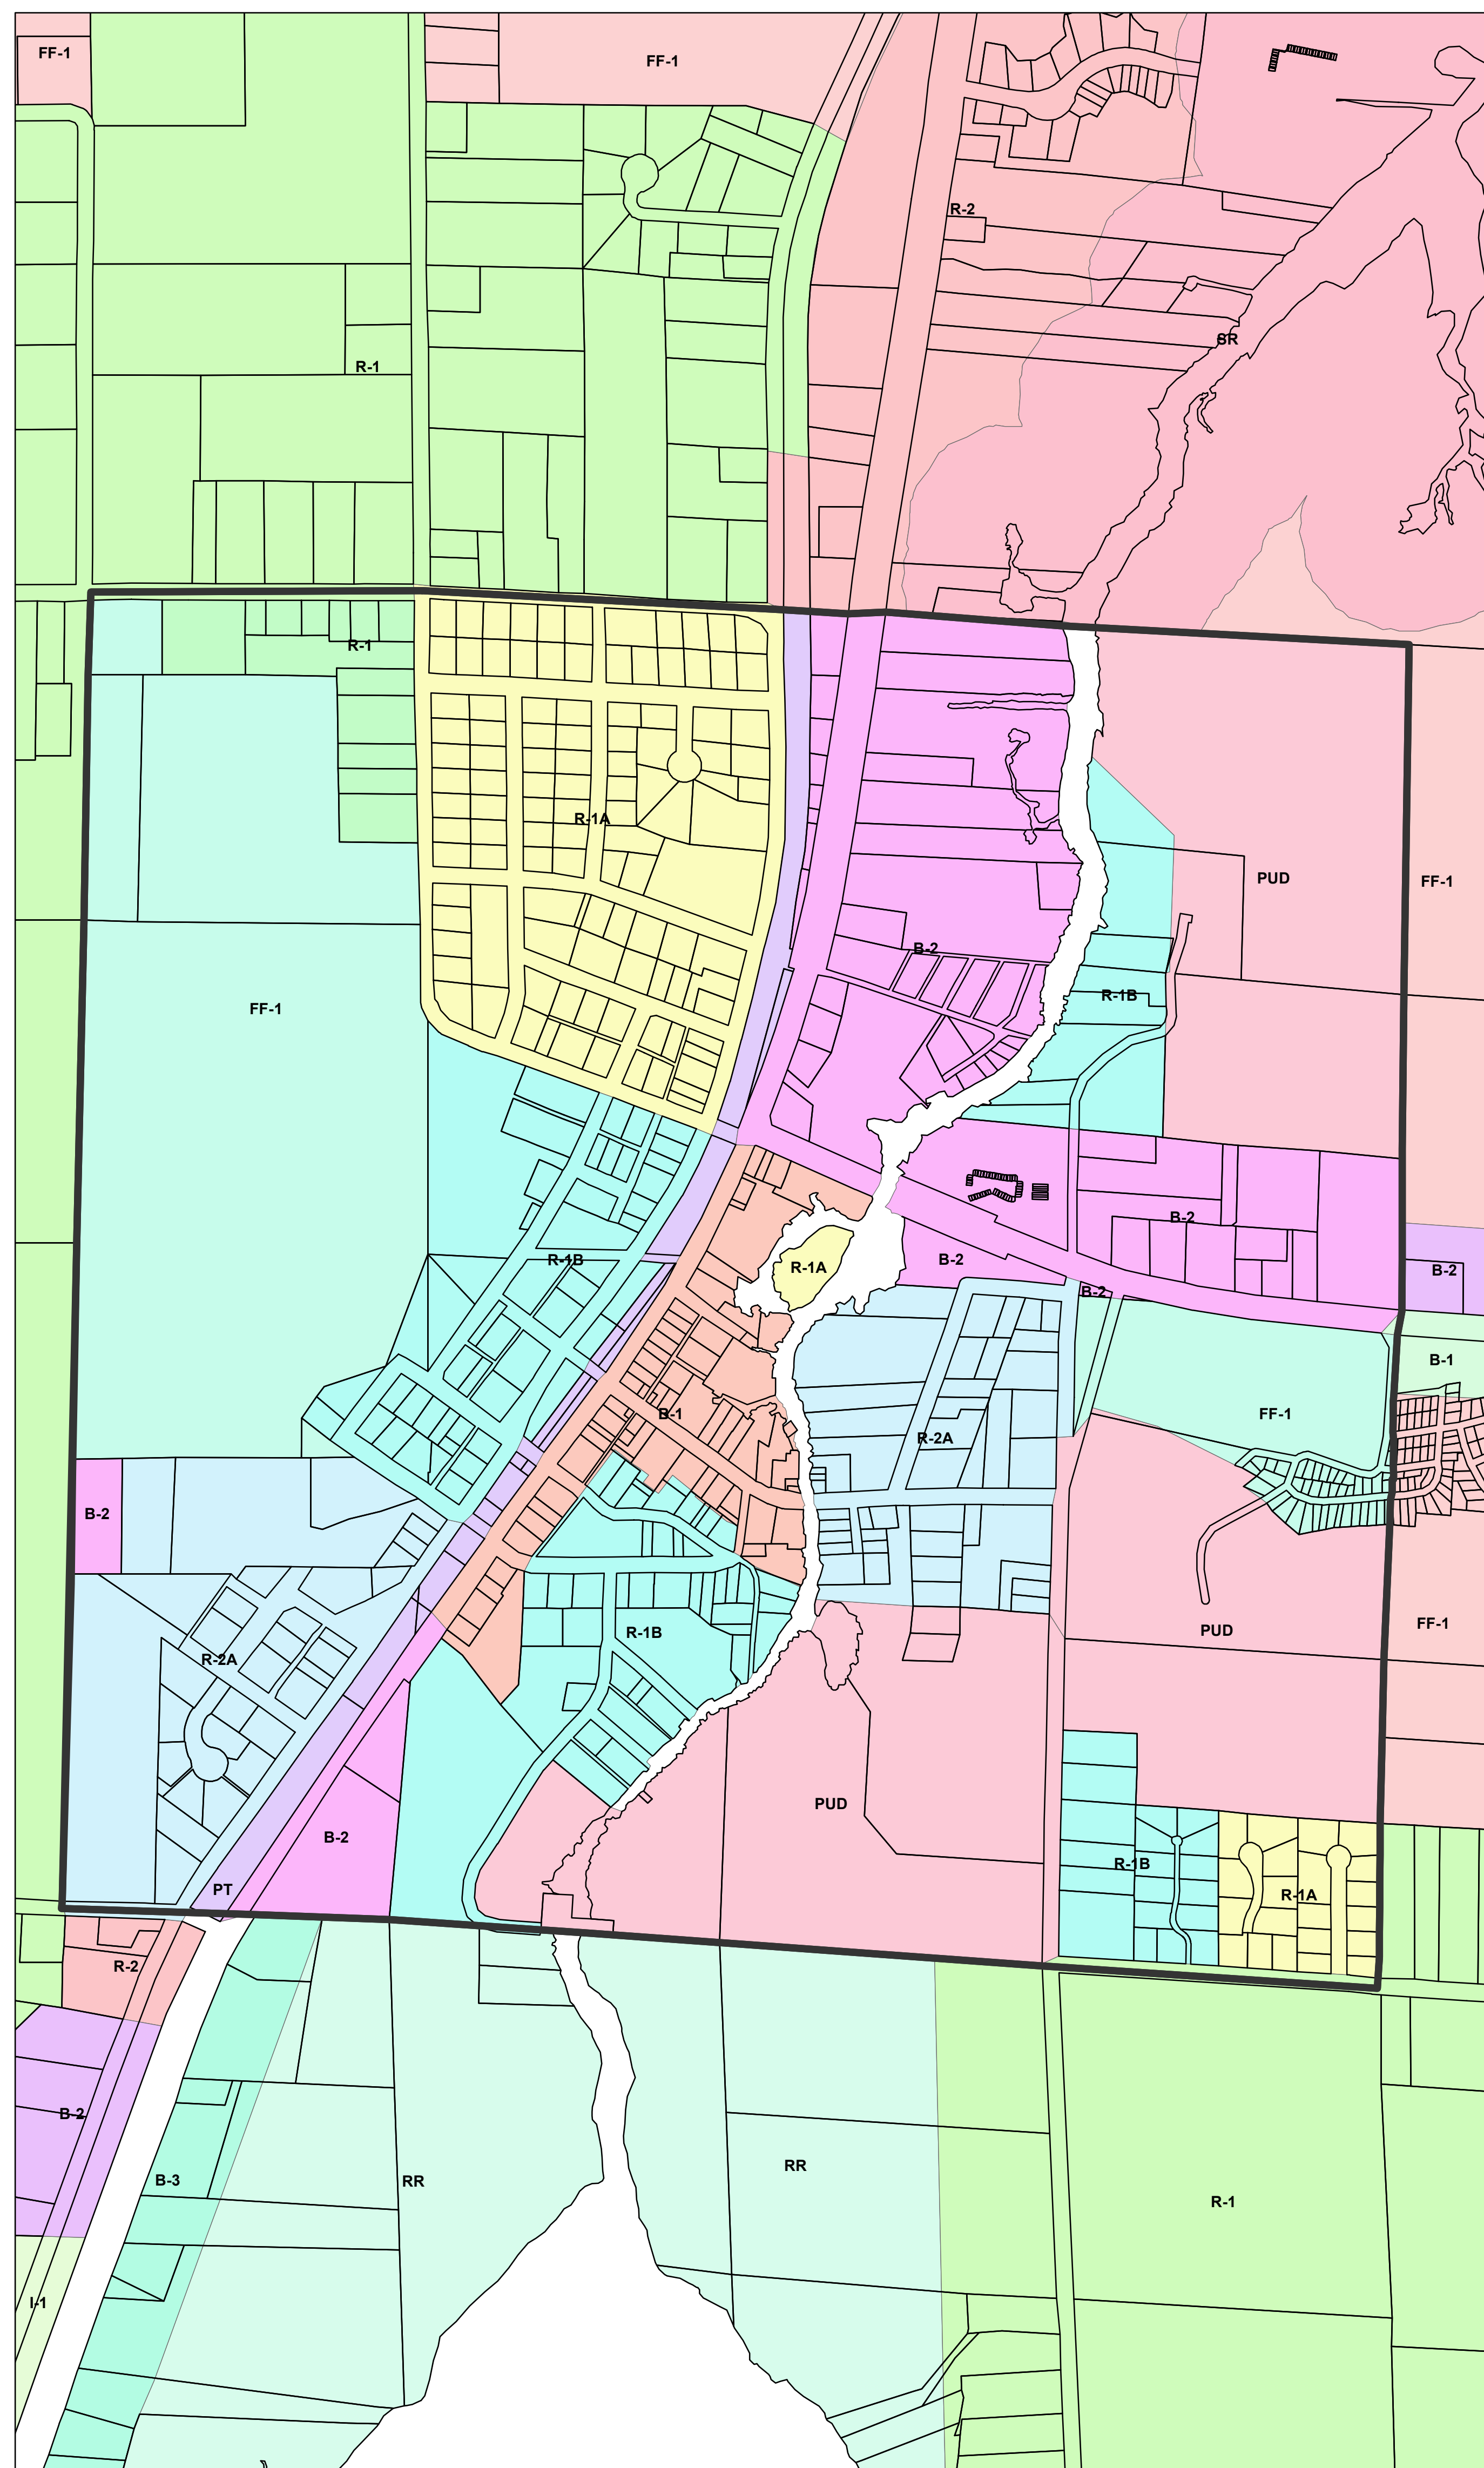 FF-1
FF-1
R-2
SR
R-1
R-1
R-1A
PUD
FF-1
B-2
R-1B
FF-1
B-2
R-1B
B-2
R-1A
B-2
B-2
B-1
B-1
FF-1
R-2A
B-2
PUD
FF-1
R-1B
R-2A
PUD
B-2
R-1B
PT
R-1A
R-2
B-2
RR
B-3
RR
R-1
I-1